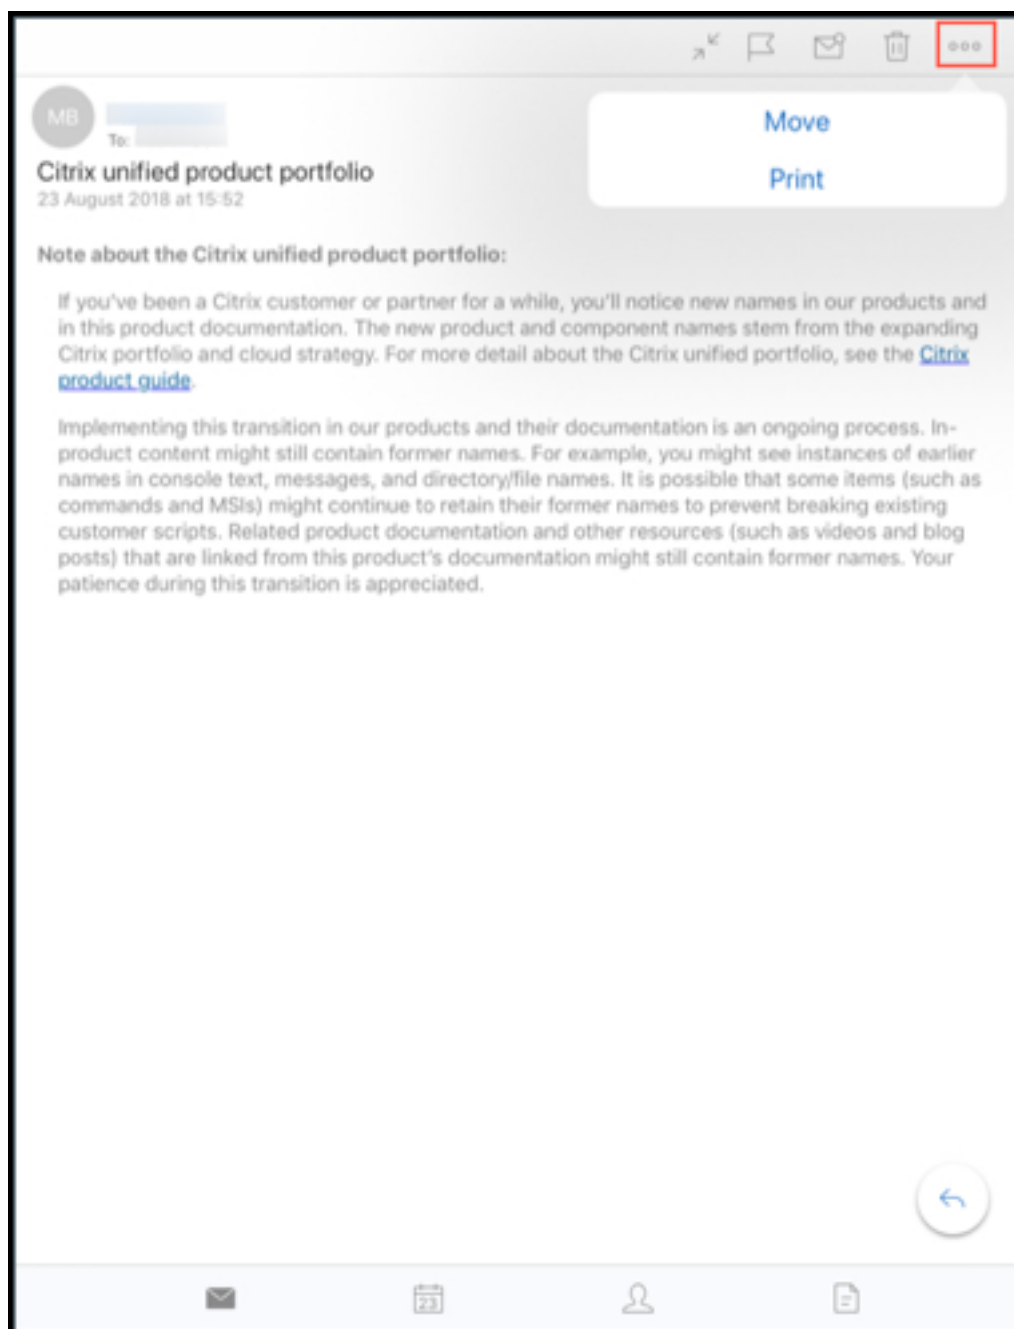 MB
To:
Move
Print
Citrix unified product portfolio
23 August 2018 at 15:52
Note about the Citrix unified product portfolio:
If you've been a Citrix customer or partner for a while, you'll notice new names in our products and
in this product documentation. The new product and component names stem from the expanding
Citrix portfolio and cloud strategy. For more detail about the Citrix unified portfolio, see the Citrix
product guide.
Implementing this transition in our products and their documentation is an ongoing process. In-
product content might still contain former names. For example, you might see instances of earlier
names in console text, messages, and directory/file names. It is possible that some items (such as
commands and MSIs) might continue to retain their former names to prevent breaking existing
customer scripts. Related product documentation and other resources (such as videos and blog
posts) that are linked from this product's documentation might still contain former names. Your
patience during this transition is appreciated.
23